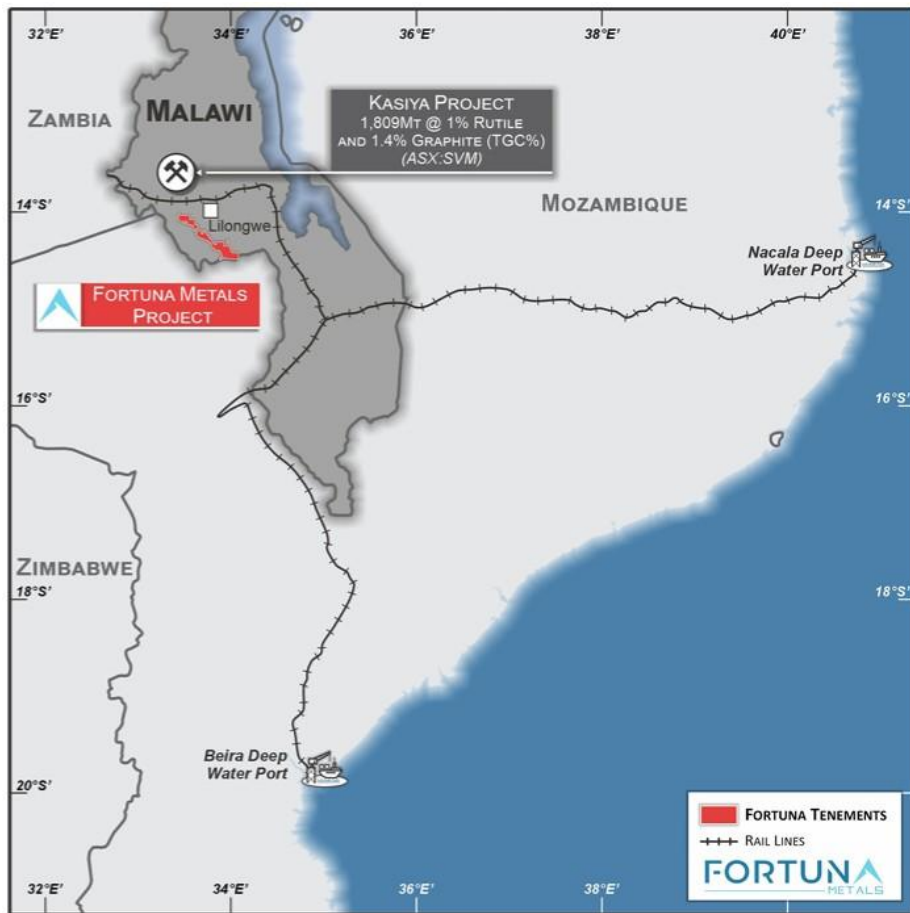 32°E'
34°E'
36°E'
38°E'
40°E'
ZAMBIA
MALAWI
KASIYA PROJECT
1,809MT @ 1% RUTILE
AND 1.4% GRAPHITE (TGC%)
(ASX:SVM)
14°S'
MOZAMBIQUE
14°S'
Lilongwe
Nacala Deep
Water Port
FORTUNA METALS
PROJECT
16°S'
16°S'
ZIMBABWE
18°S'
18°S'
Beira Deep
Water Port
20°S'
FORTUNA TENEMENTS
RAIL LINES
FORTUNA
METALS
32°E'
34°E'
36°E'
38°E'
40°E'